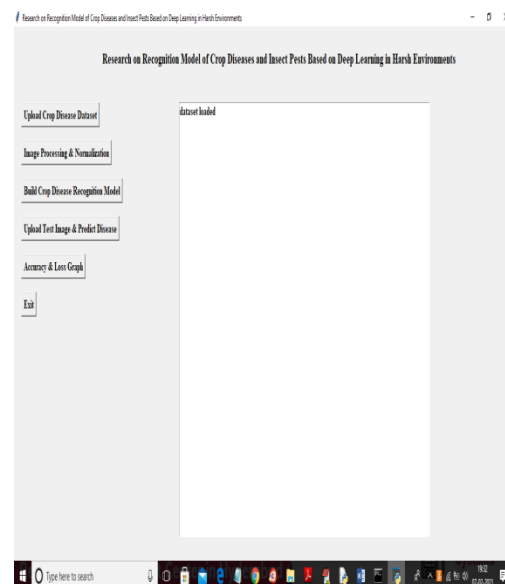 Research on Recognition Model of Crop Diseases and Insect Pests Based on Deep Learning in Harsh Environments
Research on Recognition Model of Crop Diseases and Insect Pests Based on Deep Learning in Harsh Environments
Upload Crop Disease Dataset
dataset loaded
Image Processing & Normalization
Build Crop Disease Recognition Model
Upload Test Image & Predict Disease
Accuracy & Loss Graph
Exit
Type here to search
19:32